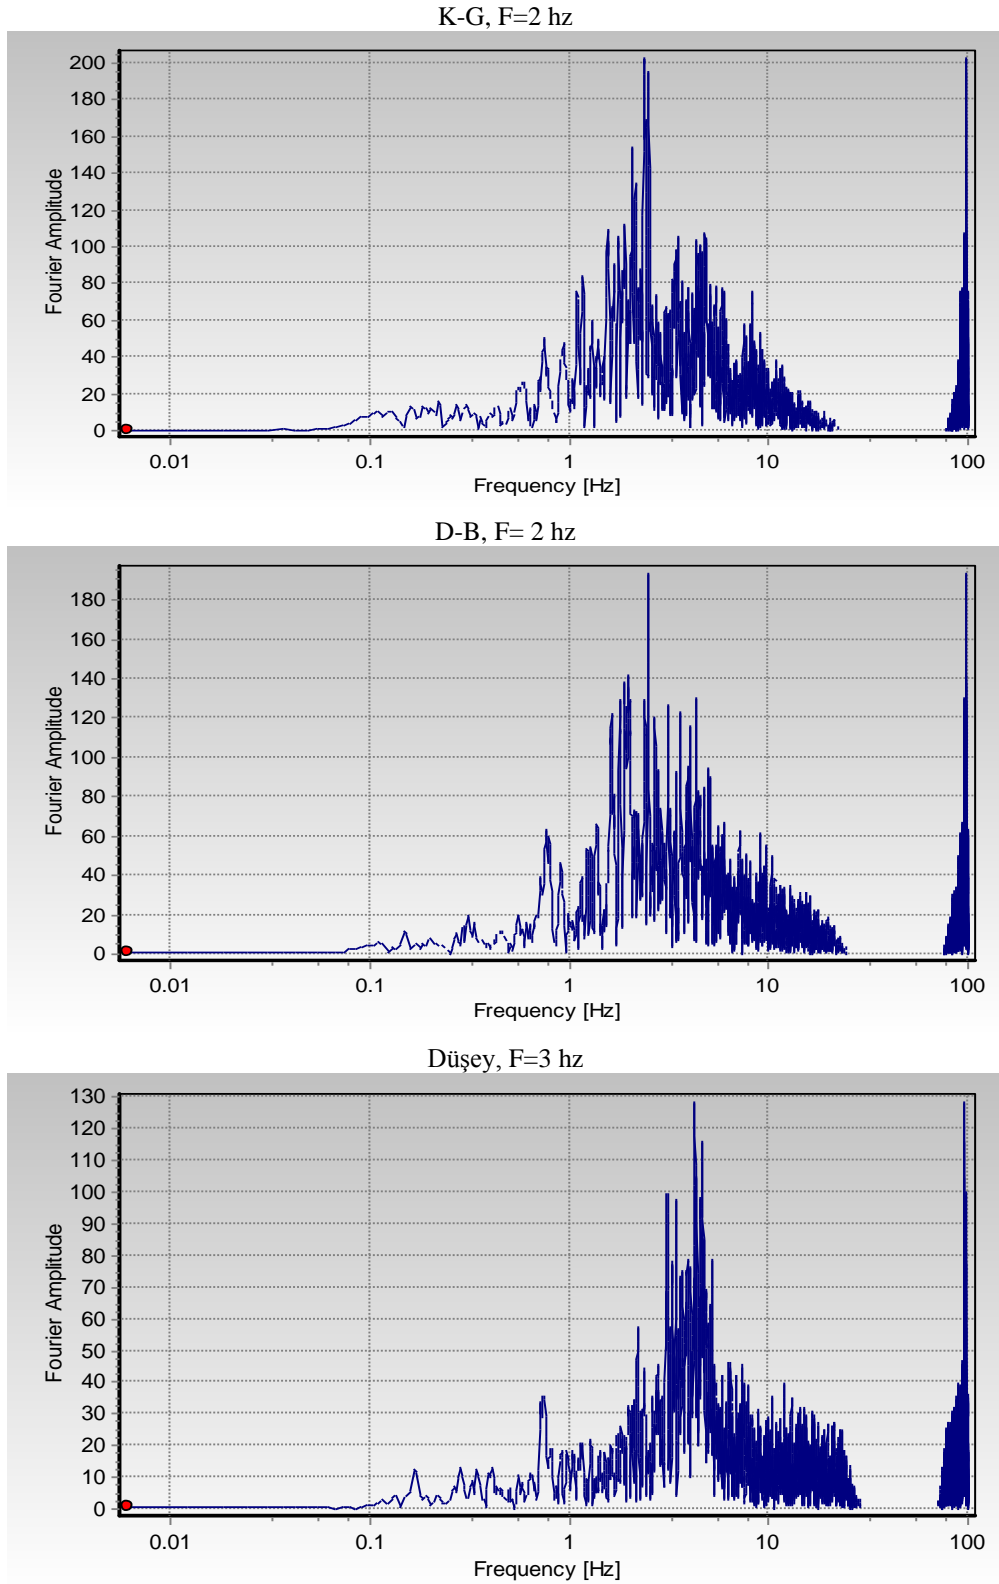 K-G, F=2 hz
200
180
160
140
120
100
80
60
40
20
0
Fourier Amplitude
0.01 0.1 1 10 100
Frequency [Hz]
D-B, F= 2 hz
180
160
140
120
100
80
60
40
20
0
Fourier Amplitude
0.01 0.1 1 10 100
Frequency [Hz]
Düşey, F=3 hz
130
120
110
100
90
80
70
60
50
40
30
20
10
0
Fourier Amplitude
0.01 0.1 1 10 100
Frequency [Hz]